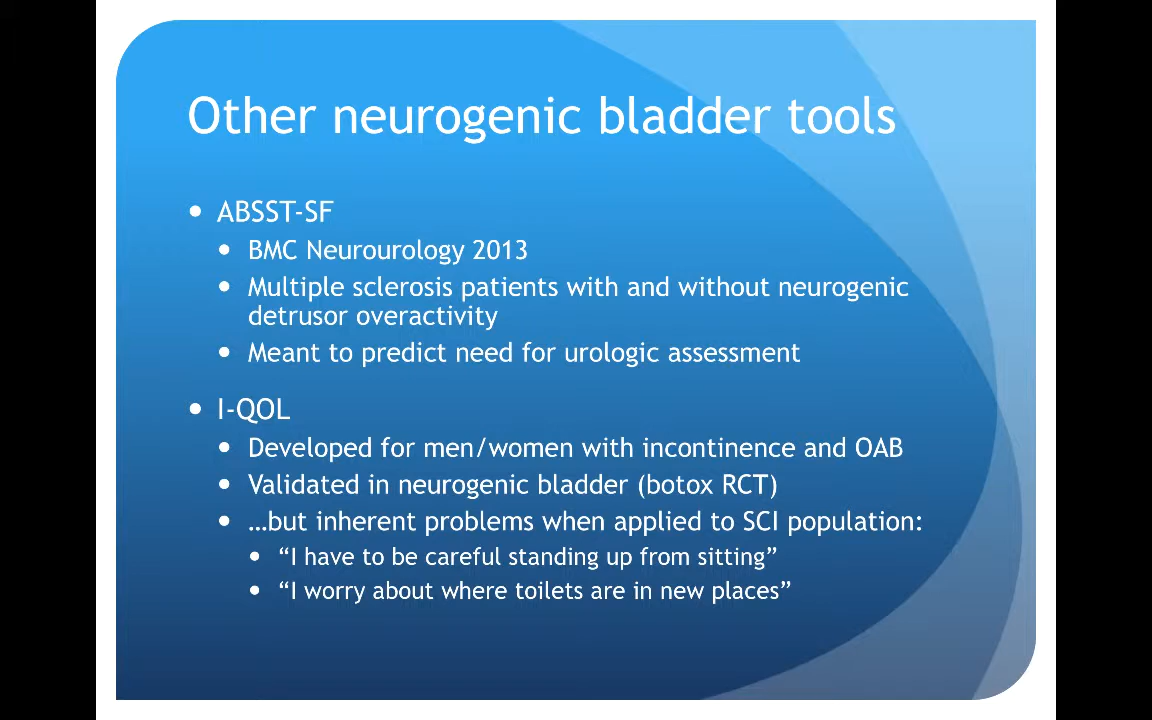 Other neurogenic bladder tools
• ABSST-SF
• BMC Neurourology 2013
• Multiple sclerosis patients with and without neurogenic
detrusor overactivity
• Meant to predict need for urologic assessment
• I-QOL
• Developed for men/women with incontinence and OAB
• Validated in neurogenic bladder (botox RCT)
• …but inherent problems when applied to SCI population:
• “I have to be careful standing up from sitting”
• “I worry about where toilets are in new places”